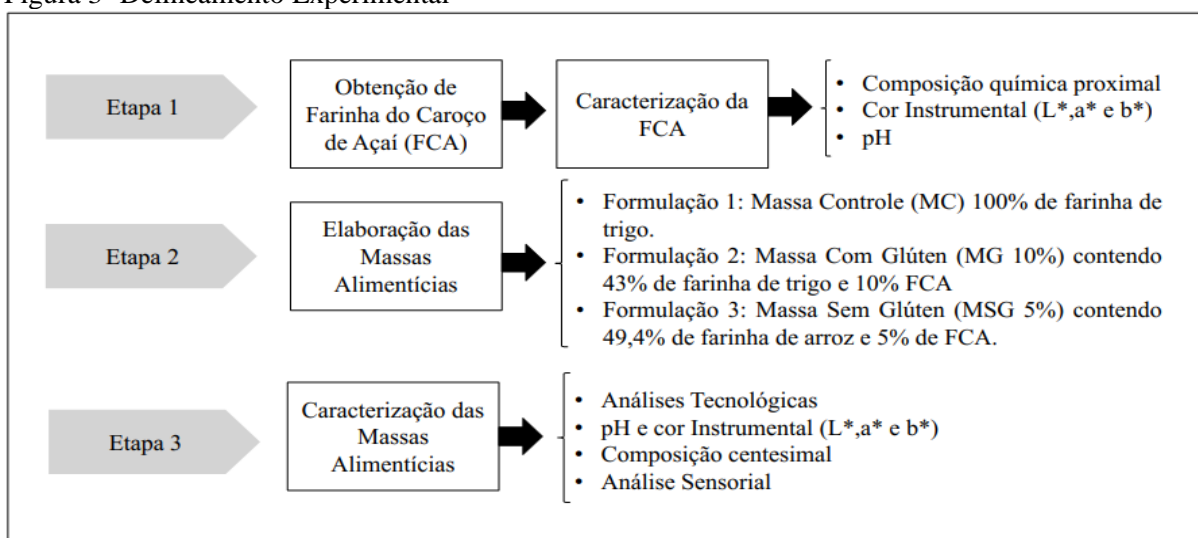 Figura 3- Delineamento Experimental
Etapa 1
Obtenção de
Farinha do Caroço
de Açaí (FCA)
Caracterização da
FCA
• Composição química proximal
• Cor Instrumental (L*,a* e b*)
• pH
Etapa 2
Elaboração das
Massas
Alimentícias
• Formulação 1: Massa Controle (MC) 100% de farinha de
trigo.
• Formulação 2: Massa Com Glúten (MG 10%) contendo
43% de farinha de trigo e 10% FCA
• Formulação 3: Massa Sem Glúten (MSG 5%) contendo
49,4% de farinha de arroz e 5% de FCA.
Etapa 3
Caracterização das
Massas
Alimentícias
• Análises Tecnológicas
• pH e cor Instrumental (L*,a* e b*)
• Composição centesimal
• Análise Sensorial